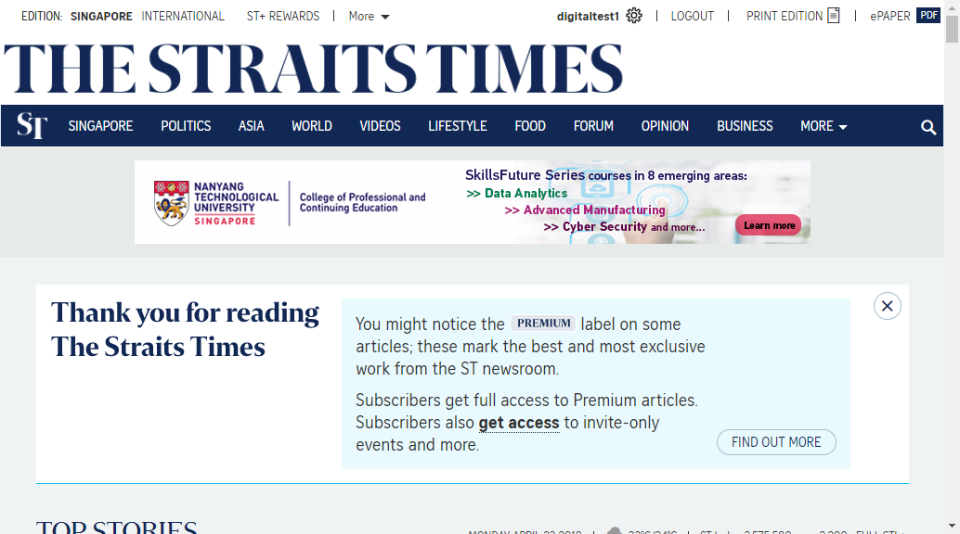 EDITION: SINGAPORE INTERNATIONAL ST+ REWARDS | More digitaltest1 | LOGOUT | PRINT EDITION | ePAPER PDF
THE STRAITS TIMES
ST SINGAPORE POLITICS ASIA WORLD VIDEOS LIFESTYLE FOOD FORUM OPINION BUSINESS MORE
NANYANG
TECHNOLOGICAL
UNIVERSITY
SINGAPORE
College of Professional and
Continuing Education
SkillsFuture Series courses in 8 emerging areas:
>> Data Analytics
>> Advanced Manufacturing
>> Cyber Security and more...
Learn more
Thank you for reading
The Straits Times
You might notice the PREMIUM label on some
articles; these mark the best and most exclusive
work from the ST newsroom.
Subscribers get full access to Premium articles.
Subscribers also get access to invite-only
events and more.
FIND OUT MORE
TOP STORIES